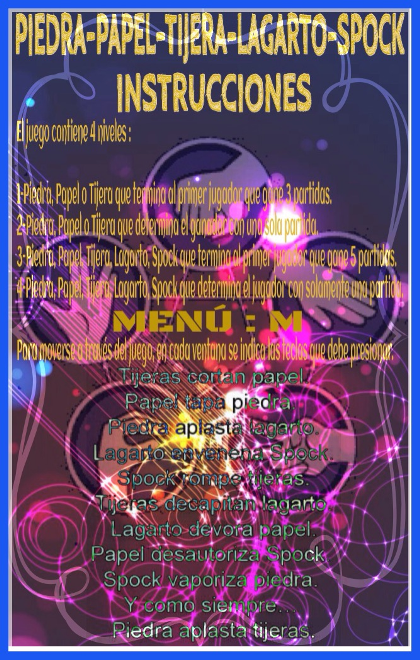 PIEDRA-PAPEL-TIJERA-LAGARTO-SPOCK
INSTRUCCIONES
El juego contiene 4 niveles :
1-Piedra, Papel o Tijera que termina al primer jugador que gane 3 partidas.
2-Piedra, Papel o Tijera que determina el ganador con una sola partida.
3-Piedra, Papel, Tijera, Lagarto, Spock que termina al primer jugador que gane 5 partidas.
4-Piedra, Papel, Tijera, Lagarto, Spock que determina el jugador con solamente una partida.
MENÚ : M
Para moverse a través del juego, en cada ventana se indica las teclas que debe presionar.
Tijeras cortan papel.
Papel tapa piedra.
Piedra aplasta lagarto.
Lagarto envenena Spock.
Spock rompe tijeras.
Tijeras decapitan lagarto.
Lagarto devora papel.
Papel desautoriza Spock.
Spock vaporiza piedra.
Y como siempre...
Piedra aplasta tijeras.